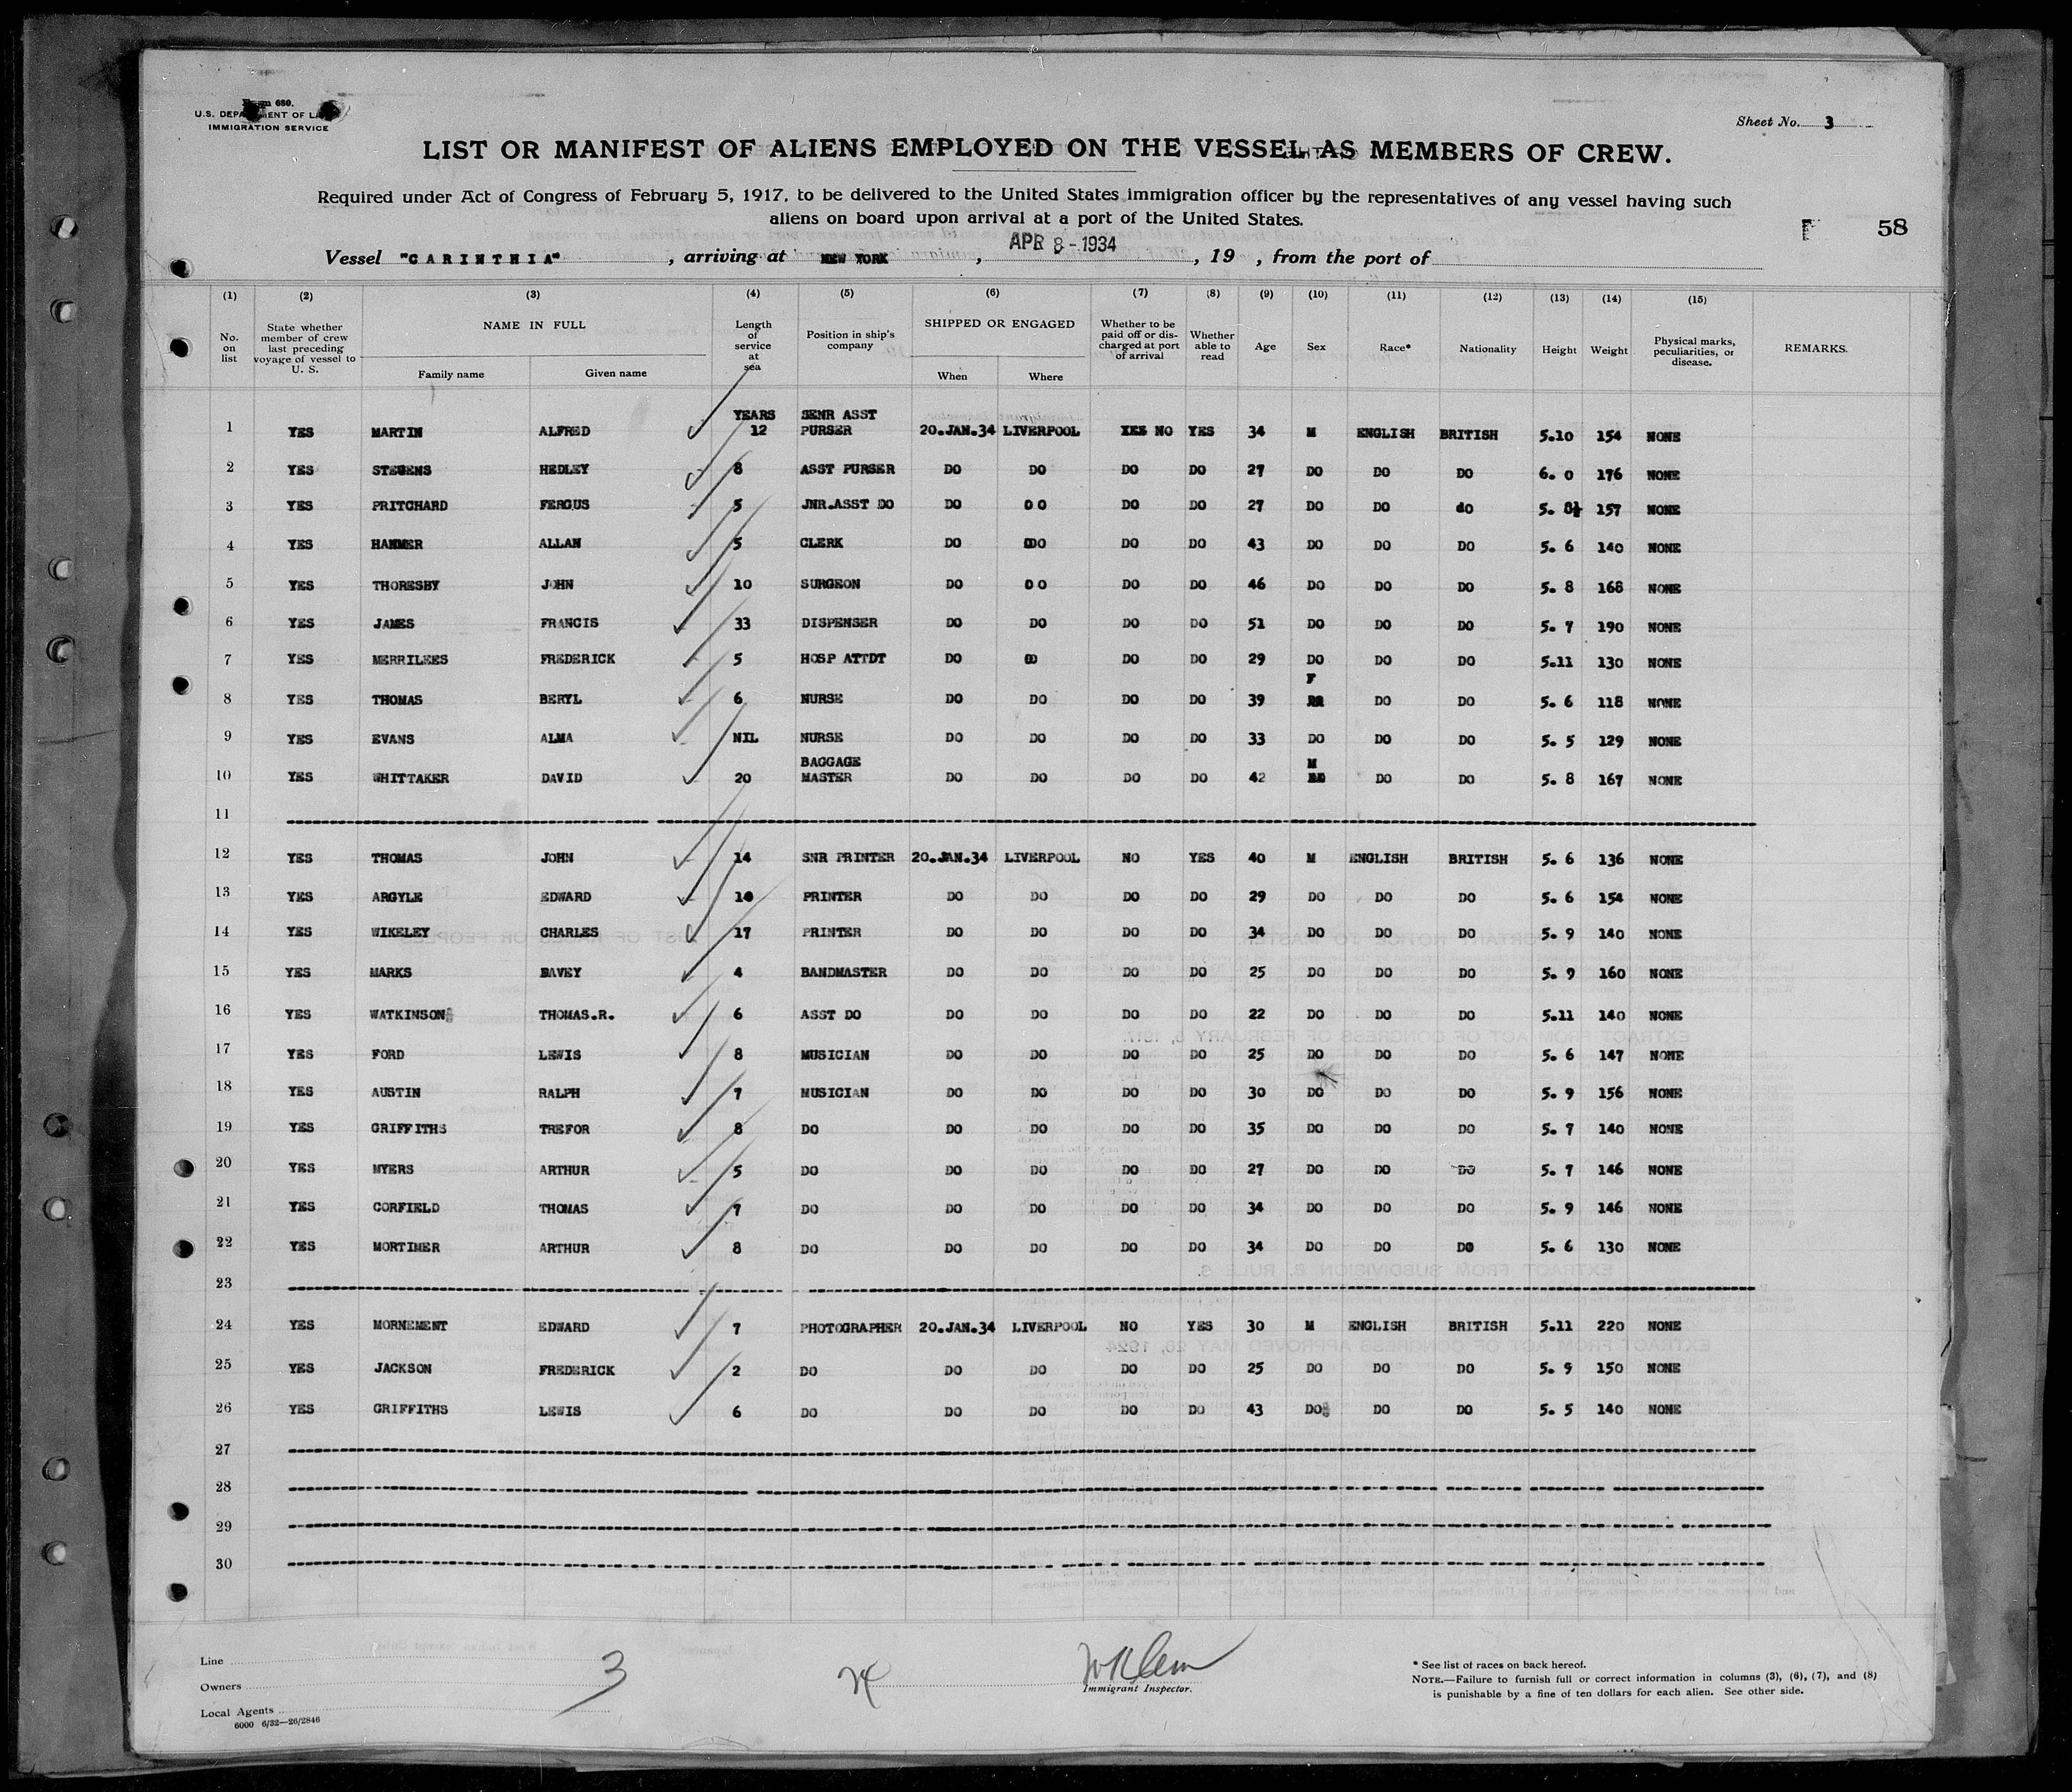 Form 680.
U.S. DEPARTMENT OF LABOR
IMMIGRATION SERVICE
Sheet No. 3
LIST OR MANIFEST OF ALIENS EMPLOYED ON THE VESSEL AS MEMBERS OF CREW.
Required under Act of Congress of February 5, 1917, to be delivered to the United States immigration officer by the representatives of any vessel having such
aliens on board upon arrival at a port of the United States.
F 58
Vessel "CARINTHIA", arriving at NEW YORK, APR 8 - 1934, 19 , from the port of
(1) (2) (3) (4) (5) (6) (7) (8) (9) (10) (11) (12) (13) (14) (15)
No. on list State whether member of crew last preceding voyage of vessel to U. S. NAME IN FULL Family name Given name Length of service at sea Position in ship's company SHIPPED OR ENGAGED When Where Whether to be paid off or discharged at port of arrival Whether able to read Age Sex Race* Nationality Height Weight Physical marks, peculiarities, or disease. REMARKS.
YEARS SENR ASST
1 YES MARTIN ALFRED 12 PURSER 20.JAN.34 LIVERPOOL YES NO YES 34 M ENGLISH BRITISH 5.10 154 NONE
2 YES STEGENS HEDLEY 8 ASST PURSER DO DO DO DO 27 DO DO DO 6. 0 176 NONE
3 YES PRITCHARD FERGUS 5 JNR.ASST DO DO DO DO DO 27 DO DO do 5. 8½ 157 NONE
4 YES HAMMER ALLAN 5 CLERK DO DO DO DO 43 DO DO DO 5. 6 140 NONE
5 YES THORESBY JOHN 10 SURGEON DO DO DO DO 46 DO DO DO 5. 8 168 NONE
6 YES JAMES FRANCIS 33 DISPENSER DO DO DO DO 51 DO DO DO 5. 7 190 NONE
7 YES MERRILEES FREDERICK 5 HOSP ATTDT DO DO DO DO 29 DO DO DO 5.11 130 NONE
8 YES THOMAS BERYL 6 NURSE DO DO DO DO 39 F DO DO 5. 6 118 NONE
9 YES EVANS ALMA NIL NURSE DO DO DO DO 33 DO DO DO 5. 5 129 NONE
10 YES WHITTAKER DAVID 20 BAGGAGE MASTER DO DO DO DO 42 M DO DO 5. 8 167 NONE
11
12 YES THOMAS JOHN 14 SNR PRINTER 20.JAN.34 LIVERPOOL NO YES 40 M ENGLISH BRITISH 5. 6 136 NONE
13 YES ARGYLE EDWARD 10 PRINTER DO DO DO DO 29 DO DO DO 5. 6 154 NONE
14 YES WIKELEY CHARLES 17 PRINTER DO DO DO DO 34 DO DO DO 5. 9 140 NONE
15 YES MARKS DAVEY 4 BANDMASTER DO DO DO DO 25 DO DO DO 5. 9 160 NONE
16 YES WATKINSON THOMAS.R. 6 ASST DO DO DO DO DO 22 DO DO DO 5.11 140 NONE
17 YES FORD LEWIS 8 MUSICIAN DO DO DO DO 25 DO DO DO 5. 6 147 NONE
18 YES AUSTIN RALPH 7 MUSICIAN DO DO DO DO 30 DO DO DO 5. 9 156 NONE
19 YES GRIFFITHS TREFOR 8 DO DO DO DO DO 35 DO DO DO 5. 7 140 NONE
20 YES MYERS ARTHUR 5 DO DO DO DO DO 27 DO DO DO 5. 7 146 NONE
21 YES CORFIELD THOMAS 7 DO DO DO DO DO 34 DO DO DO 5. 9 146 NONE
22 YES MORTIMER ARTHUR 8 DO DO DO DO DO 34 DO DO DO 5. 6 130 NONE
23
24 YES MORNEMENT EDWARD 7 PHOTOGRAPHER 20.JAN.34 LIVERPOOL NO YES 30 M ENGLISH BRITISH 5.11 220 NONE
25 YES JACKSON FREDERICK 2 DO DO DO DO DO 25 DO DO DO 5. 9 150 NONE
26 YES GRIFFITHS LEWIS 6 DO DO DO DO DO 43 DO DO DO 5. 5 140 NONE
27
28
29
30
Line
Owners
Local Agents
6000 6/32—26/2846
3
24
Immigrant Inspector.
* See list of races on back hereof.
NOTE.—Failure to furnish full or correct information in columns (3), (6), (7), and (8)
is punishable by a fine of ten dollars for each alien. See other side.